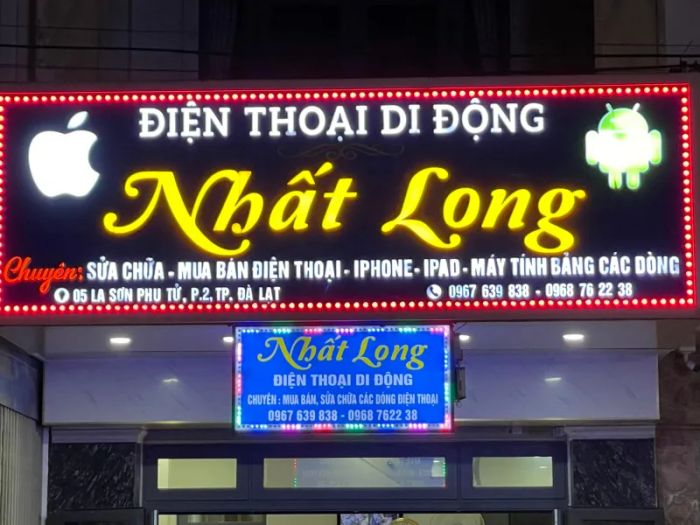 ĐIỆN THOẠI DI ĐỘNG
Nhất Long
Chuyên: SỬA CHỮA - MUA BÁN ĐIỆN THOẠI - IPHONE - IPAD - MÁY TÍNH BẢNG CÁC DÒNG
05 LA SƠN PHU TỬ, P.2, TP. ĐÀ LẠT 0967 639 838 - 0968 76 22 38
Nhất Long
ĐIỆN THOẠI DI ĐỘNG
CHUYÊN : MUA BÁN, SỬA CHỮA CÁC DÒNG ĐIỆN THOẠI
0967 639 838 - 0968 7622 38